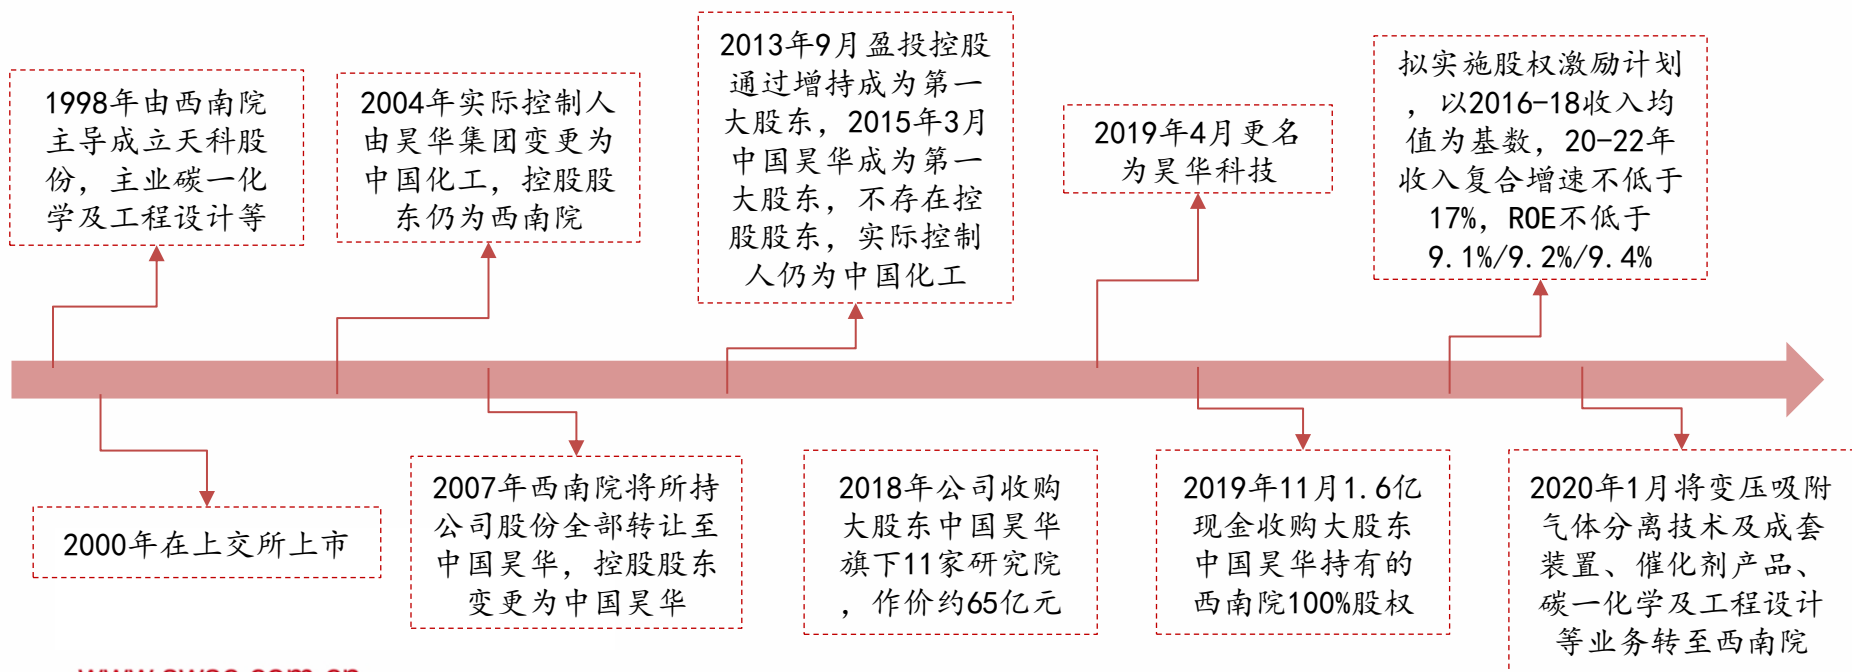 1998年由西南院
主导成立天科股
份，主业碳一化
学及工程设计等
2004年实际控制人
由昊华集团变更为
中国化工，控股股
东仍为西南院
2013年9月盈投控股
通过增持成为第一
大股东，2015年3月
中国昊华成为第一
大股东，不存在控
股股东，实际控制
人仍为中国化工
2019年4月更名
为昊华科技
拟实施股权激励计划
，以2016-18收入均
值为基数，20-22年
收入复合增速不低于
17%，ROE不低于
9.1%/9.2%/9.4%
2000年在上交所上市
2007年西南院将所持
公司股份全部转让至
中国昊华，控股股东
变更为中国昊华
2018年公司收购
大股东中国昊华
旗下11家研究院
，作价约65亿元
2019年11月1.6亿
现金收购大股东
中国昊华持有的
西南院100%股权
2020年1月将变压吸附
气体分离技术及成套
装置、催化剂产品、
碳一化学及工程设计
等业务转至西南院